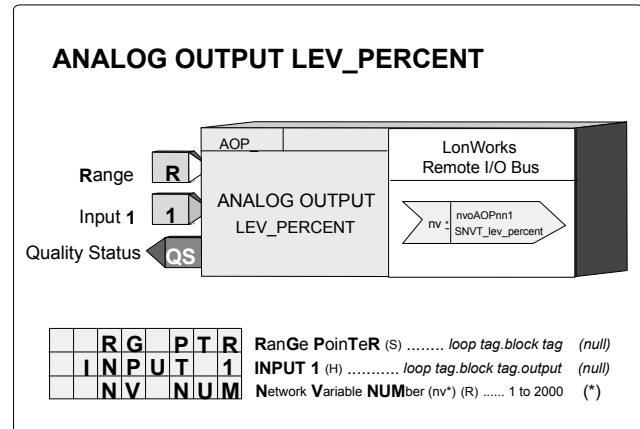 ANALOG OUTPUT LEV_PERCENT
AOP_
LonWorks
Remote I/O Bus
Range R
Input 1 1
Quality Status QS
ANALOG OUTPUT
LEV_PERCENT
nv * nvoAOPnn1
SNVT_lev_percent
RG PTR RanGe PoinTeR (S) ........ loop tag.block tag (null)
INPUT 1 INPUT 1 (H) ........... loop tag.block tag.output (null)
NV NUM Network Variable NUMber (nv*) (R) ...... 1 to 2000 (*)